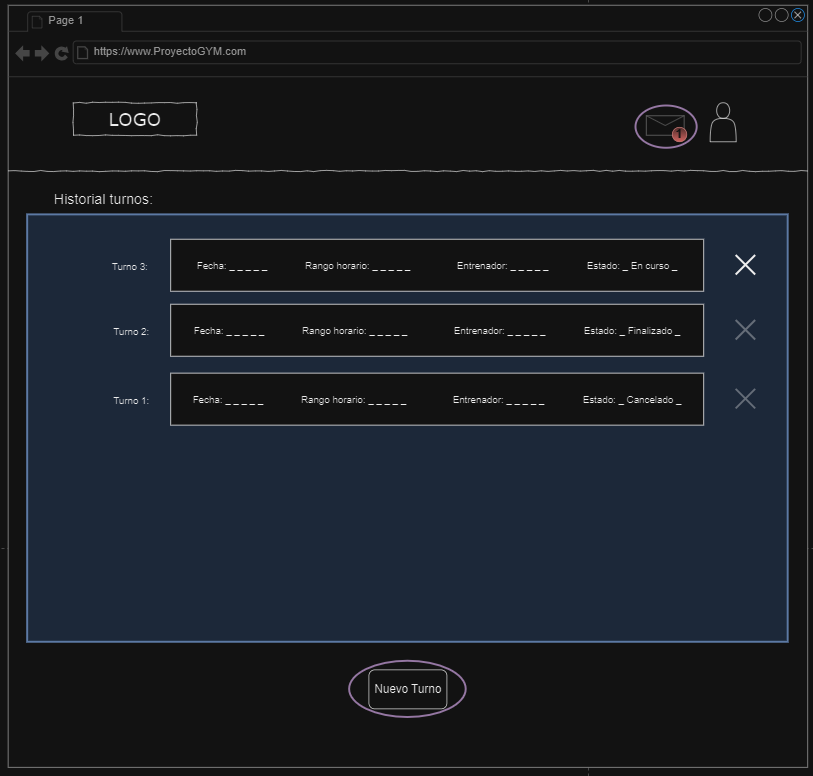 Page 1
https://www.ProyectoGYM.com
LOGO
1
Historial turnos:
Turno 3: Fecha: _ _ _ _ _ Rango horario: _ _ _ _ _ Entrenador: _ _ _ _ _ Estado: _ En curso _
Turno 2: Fecha: _ _ _ _ _ Rango horario: _ _ _ _ _ Entrenador: _ _ _ _ _ Estado: _ Finalizado _
Turno 1: Fecha: _ _ _ _ _ Rango horario: _ _ _ _ _ Entrenador: _ _ _ _ _ Estado: _ Cancelado _
Nuevo Turno